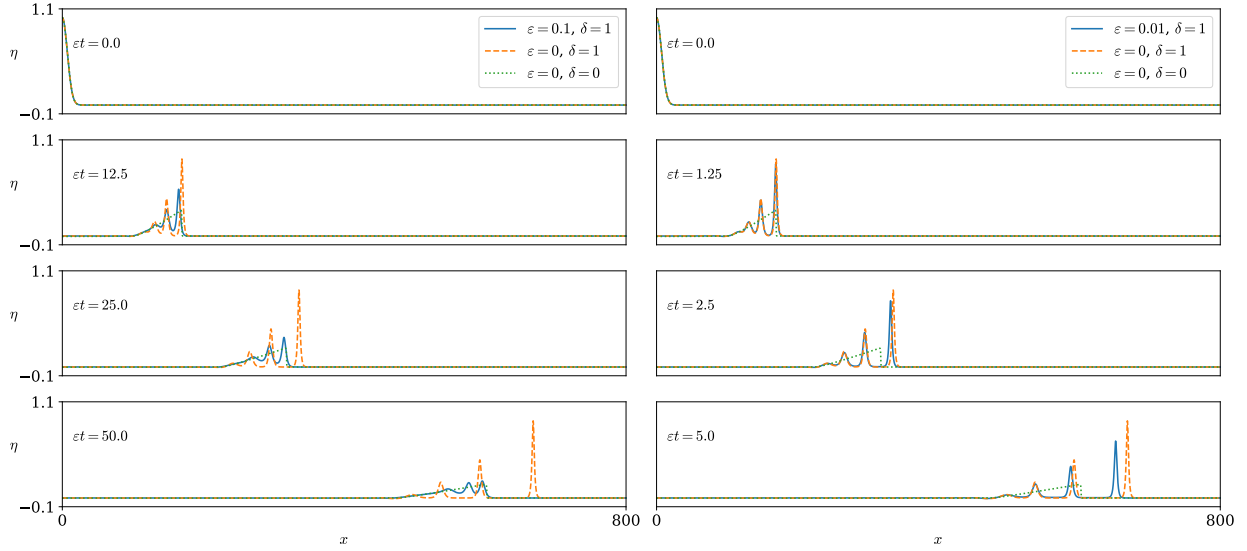 1.1
η
−0.1
εt = 0.0
ε = 0.1, δ = 1
ε = 0, δ = 1
ε = 0, δ = 0
εt = 0.0
ε = 0.01, δ = 1
ε = 0, δ = 1
ε = 0, δ = 0
1.1
η
−0.1
εt = 12.5
εt = 1.25
1.1
η
−0.1
εt = 25.0
εt = 2.5
1.1
η
−0.1
εt = 50.0
εt = 5.0
0
800
x
0
800
x